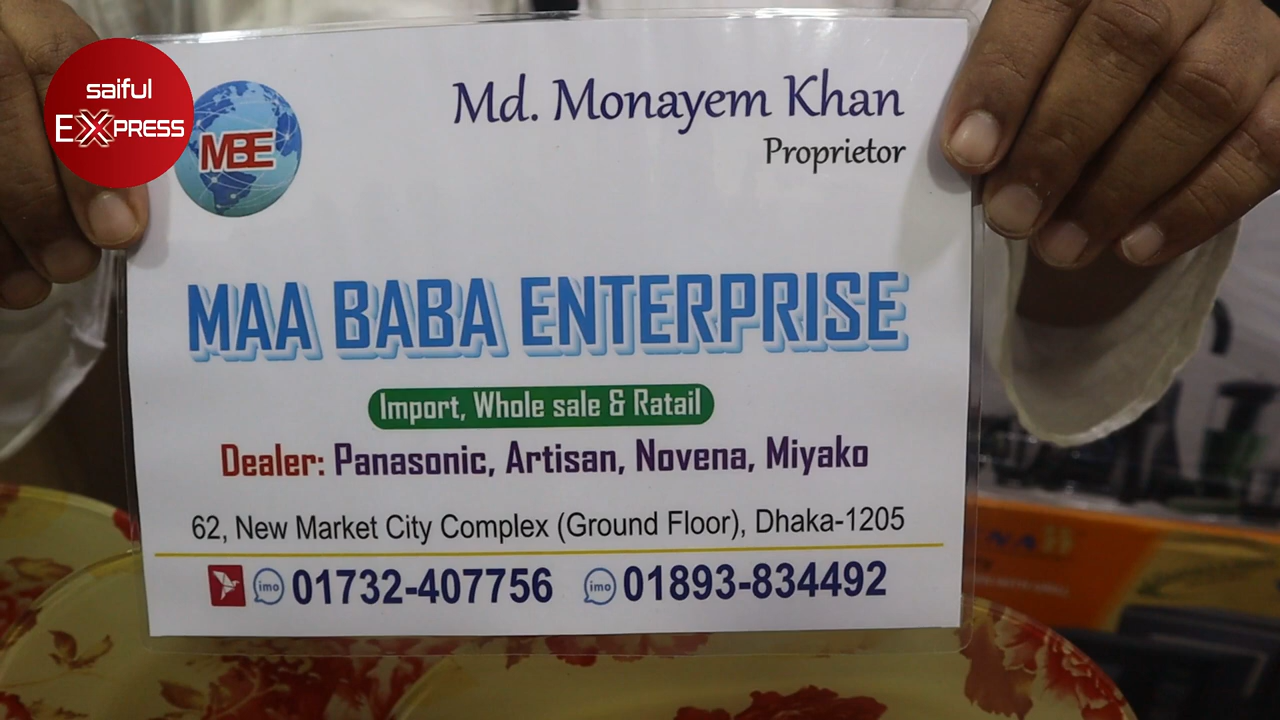 saiful
EXPRESS
MBE
Md. Monayem Khan
Proprietor
MAA BABA ENTERPRISE
Import, Whole sale & Ratail
Dealer: Panasonic, Artisan, Novena, Miyako
62, New Market City Complex (Ground Floor), Dhaka-1205
imo 01732-407756 imo 01893-834492